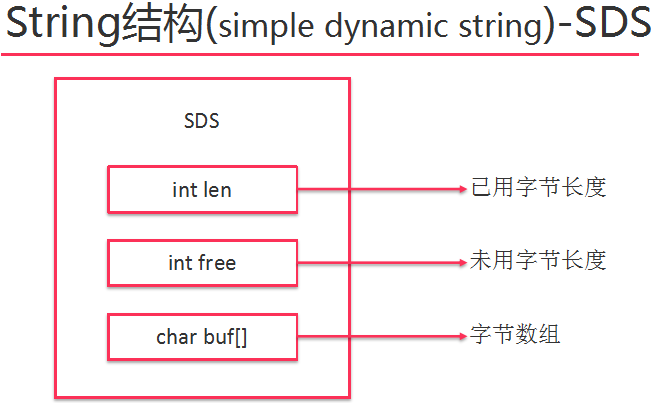 String结构(simple dynamic string)-SDS
SDS
int len
已用字节长度
int free
未用字节长度
char buf[]
字节数组